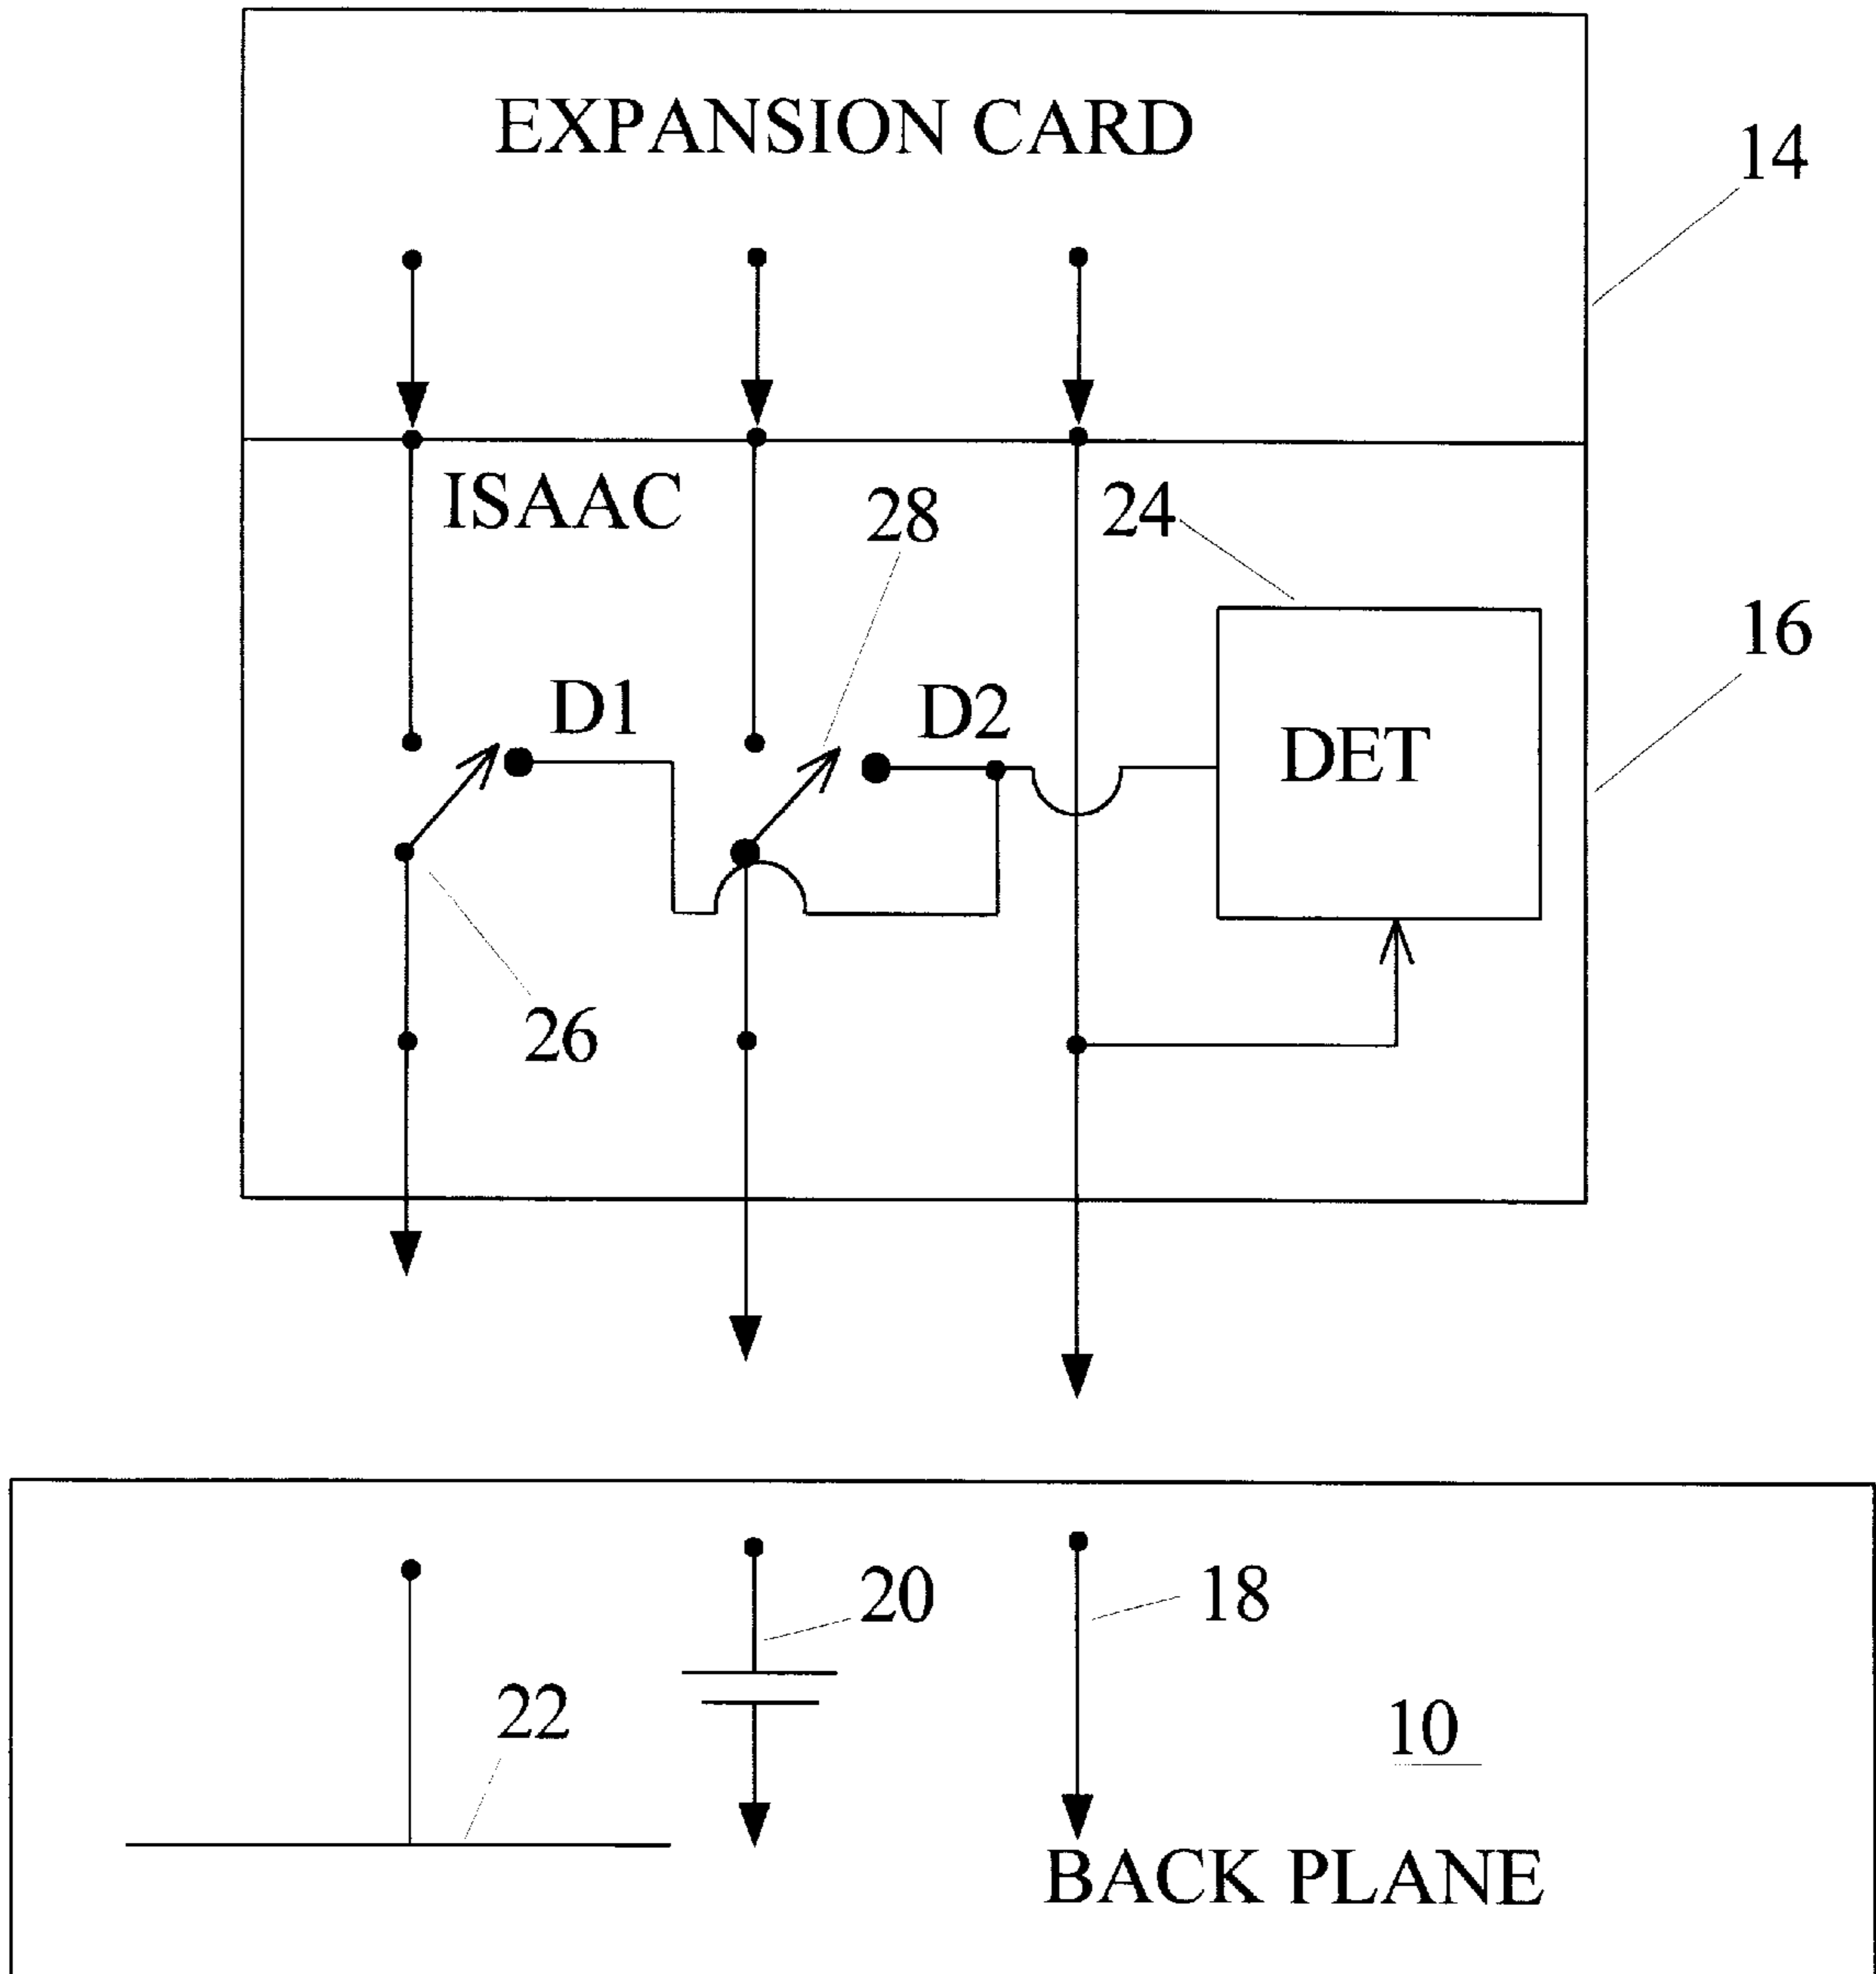 EXPANSION CARD
14
ISAAC
28
24
16
D1
D2
DET
26
20
18
22
10
BACK PLANE